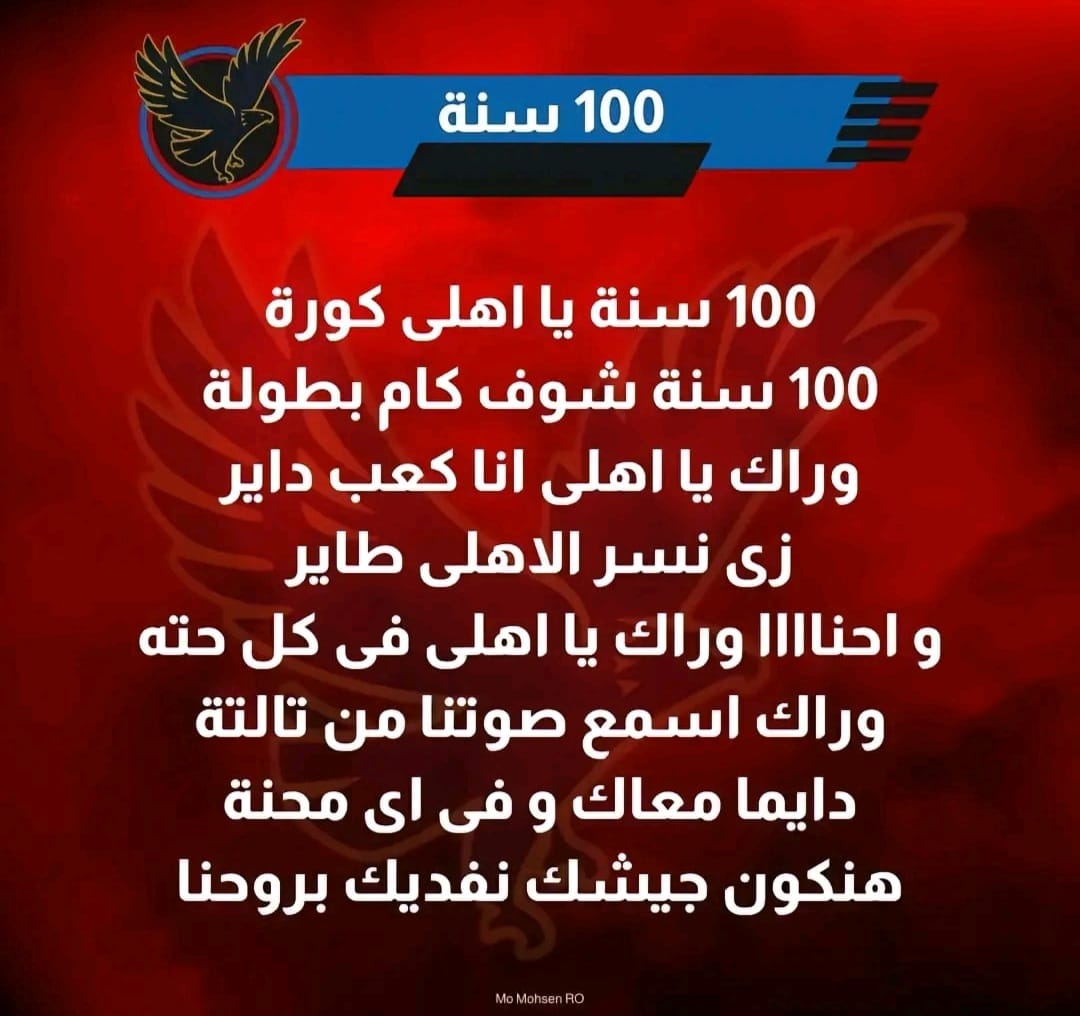 100 سنة
100 سنة يا اهلى كورة
100 سنة شوف كام بطولة
وراك يا اهلى انا كعب داير
زى نسر الاهلى طاير
و احناااا وراك يا اهلى فى كل حته
وراك اسمع صوتنا من تالتة
دايما معاك و فى اى محنة
هنكون جيشك نفديك بروحنا
Mo Mohsen RO